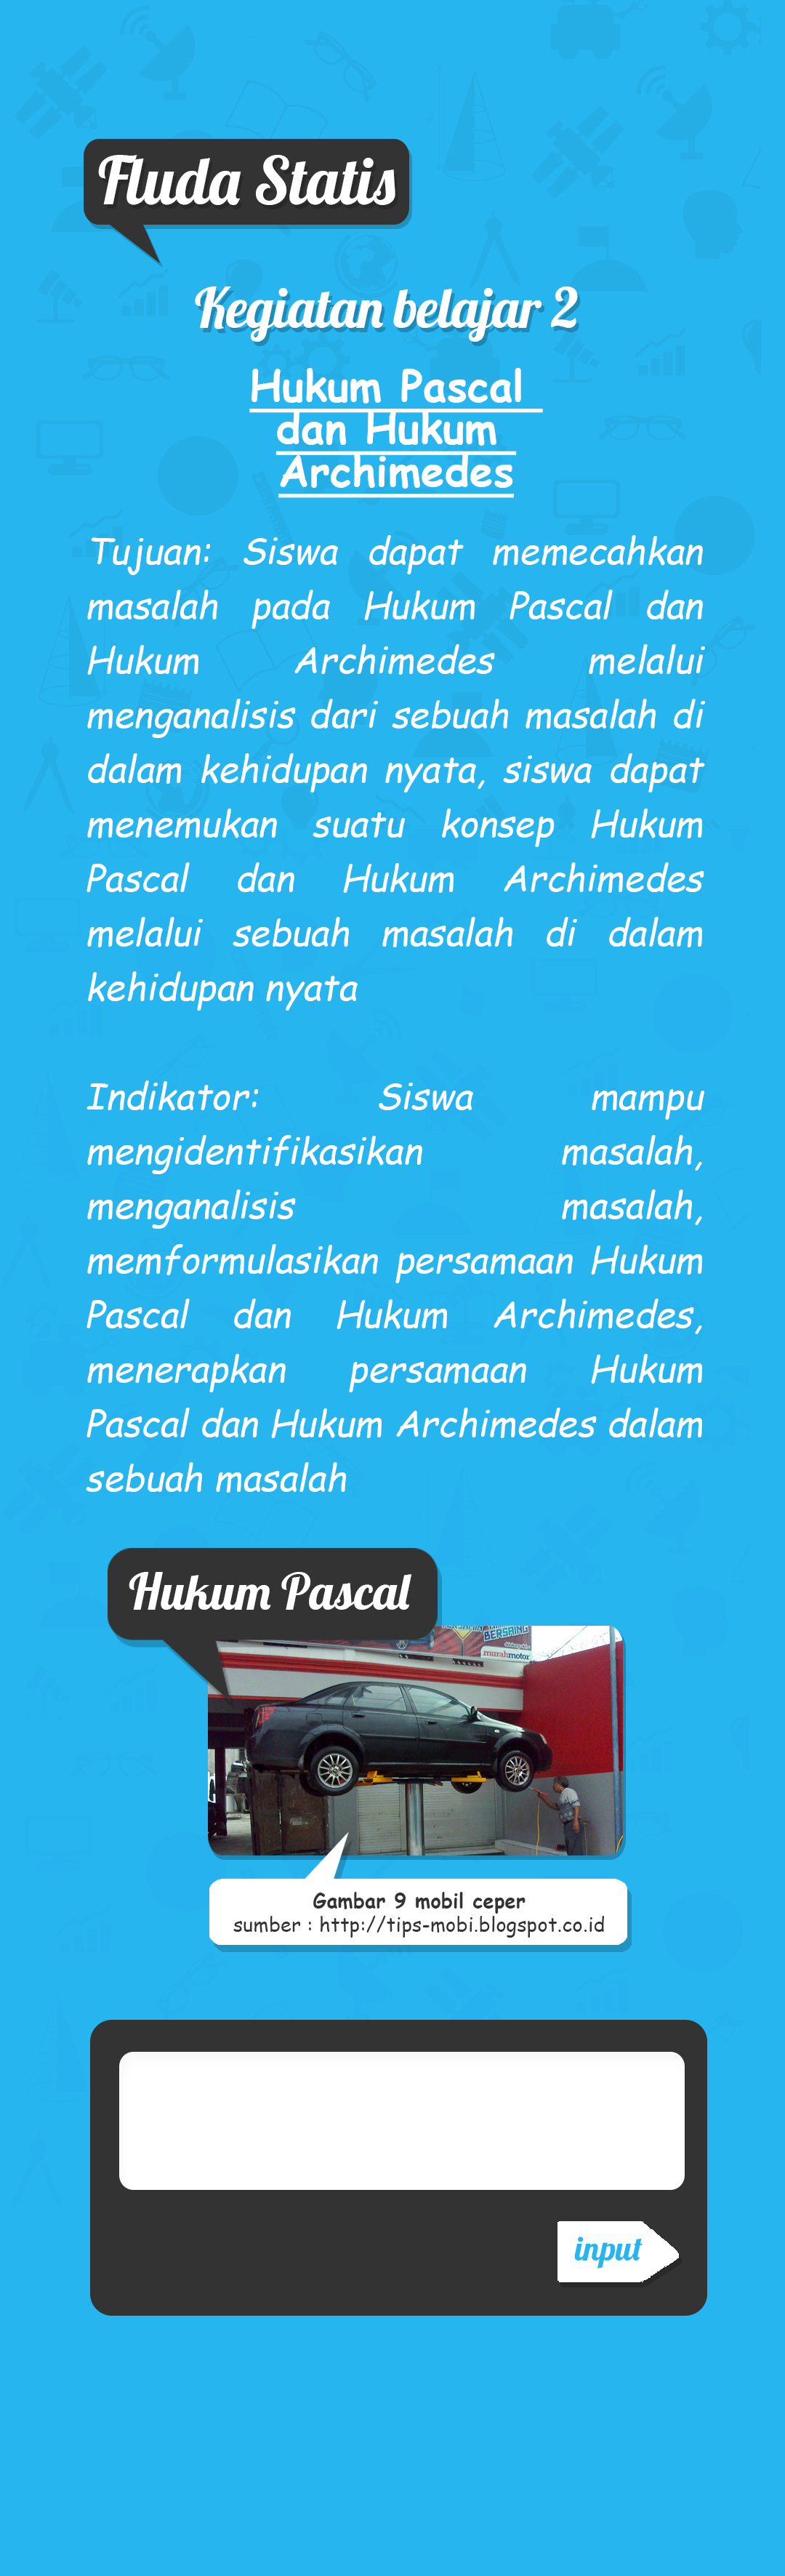 Fluda Statis
Kegiatan belajar 2
Hukum Pascal
dan Hukum
Archimedes
Tujuan: Siswa dapat memecahkan
masalah pada Hukum Pascal dan
Hukum Archimedes melalui
menganalisis dari sebuah masalah di
dalam kehidupan nyata, siswa dapat
menemukan suatu konsep Hukum
Pascal dan Hukum Archimedes
melalui sebuah masalah di dalam
kehidupan nyata
Indikator: Siswa mampu
mengidentifikasikan masalah,
menganalisis masalah,
memformulasikan persamaan Hukum
Pascal dan Hukum Archimedes,
menerapkan persamaan Hukum
Pascal dan Hukum Archimedes dalam
sebuah masalah
Hukum Pascal
BERSAING
murahmotor
Gambar 9 mobil ceper
sumber : http://tips-mobi.blogspot.co.id
input